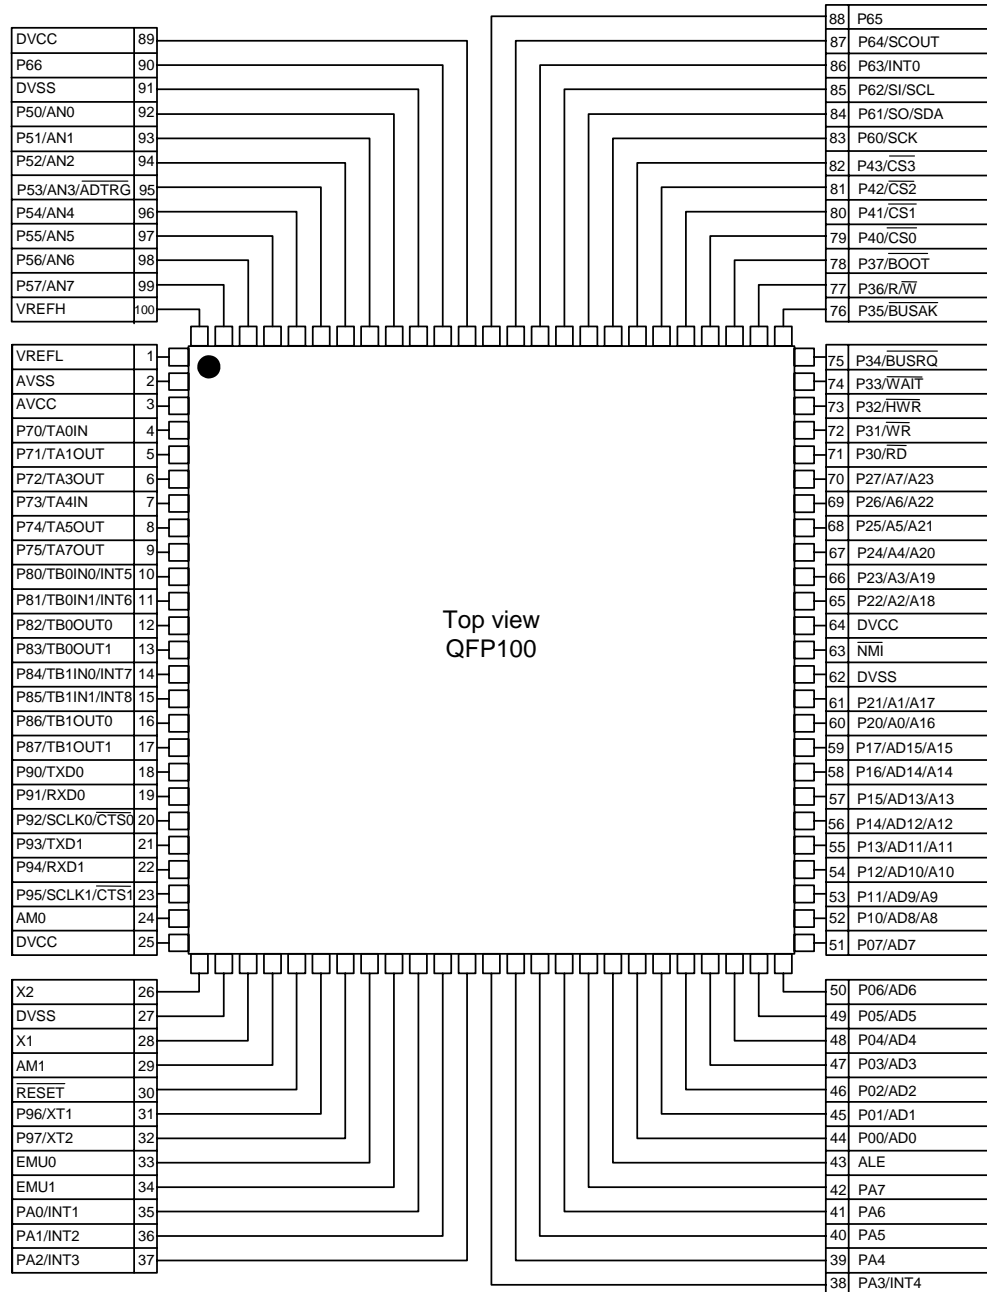 DVCC 89
P66 90
DVSS 91
P50/AN0 92
P51/AN1 93
P52/AN2 94
P53/AN3/ADTRG 95
P54/AN4 96
P55/AN5 97
P56/AN6 98
P57/AN7 99
VREFH 100
88 P65
87 P64/SCOUT
86 P63/INT0
85 P62/SI/SCL
84 P61/SO/SDA
83 P60/SCK
82 P43/CS3
81 P42/CS2
80 P41/CS1
79 P40/CS0
78 P37/BOOT
77 P36/R/W
76 P35/BUSAK
VREFL 1
AVSS 2
AVCC 3
P70/TA0IN 4
P71/TA1OUT 5
P72/TA3OUT 6
P73/TA4IN 7
P74/TA5OUT 8
P75/TA7OUT 9
P80/TB0IN0/INT5 10
P81/TB0IN1/INT6 11
P82/TB0OUT0 12
P83/TB0OUT1 13
P84/TB1IN0/INT7 14
P85/TB1IN1/INT8 15
P86/TB1OUT0 16
P87/TB1OUT1 17
P90/TXD0 18
P91/RXD0 19
P92/SCLK0/CTS0 20
P93/TXD1 21
P94/RXD1 22
P95/SCLK1/CTS1 23
AM0 24
DVCC 25
Top view
QFP100
75 P34/BUSRQ
74 P33/WAIT
73 P32/HWR
72 P31/WR
71 P30/RD
70 P27/A7/A23
69 P26/A6/A22
68 P25/A5/A21
67 P24/A4/A20
66 P23/A3/A19
65 P22/A2/A18
64 DVCC
63 NMI
62 DVSS
61 P21/A1/A17
60 P20/A0/A16
59 P17/AD15/A15
58 P16/AD14/A14
57 P15/AD13/A13
56 P14/AD12/A12
55 P13/AD11/A11
54 P12/AD10/A10
53 P11/AD9/A9
52 P10/AD8/A8
51 P07/AD7
X2 26
DVSS 27
X1 28
AM1 29
RESET 30
P96/XT1 31
P97/XT2 32
EMU0 33
EMU1 34
PA0/INT1 35
PA1/INT2 36
PA2/INT3 37
50 P06/AD6
49 P05/AD5
48 P04/AD4
47 P03/AD3
46 P02/AD2
45 P01/AD1
44 P00/AD0
43 ALE
42 PA7
41 PA6
40 PA5
39 PA4
38 PA3/INT4